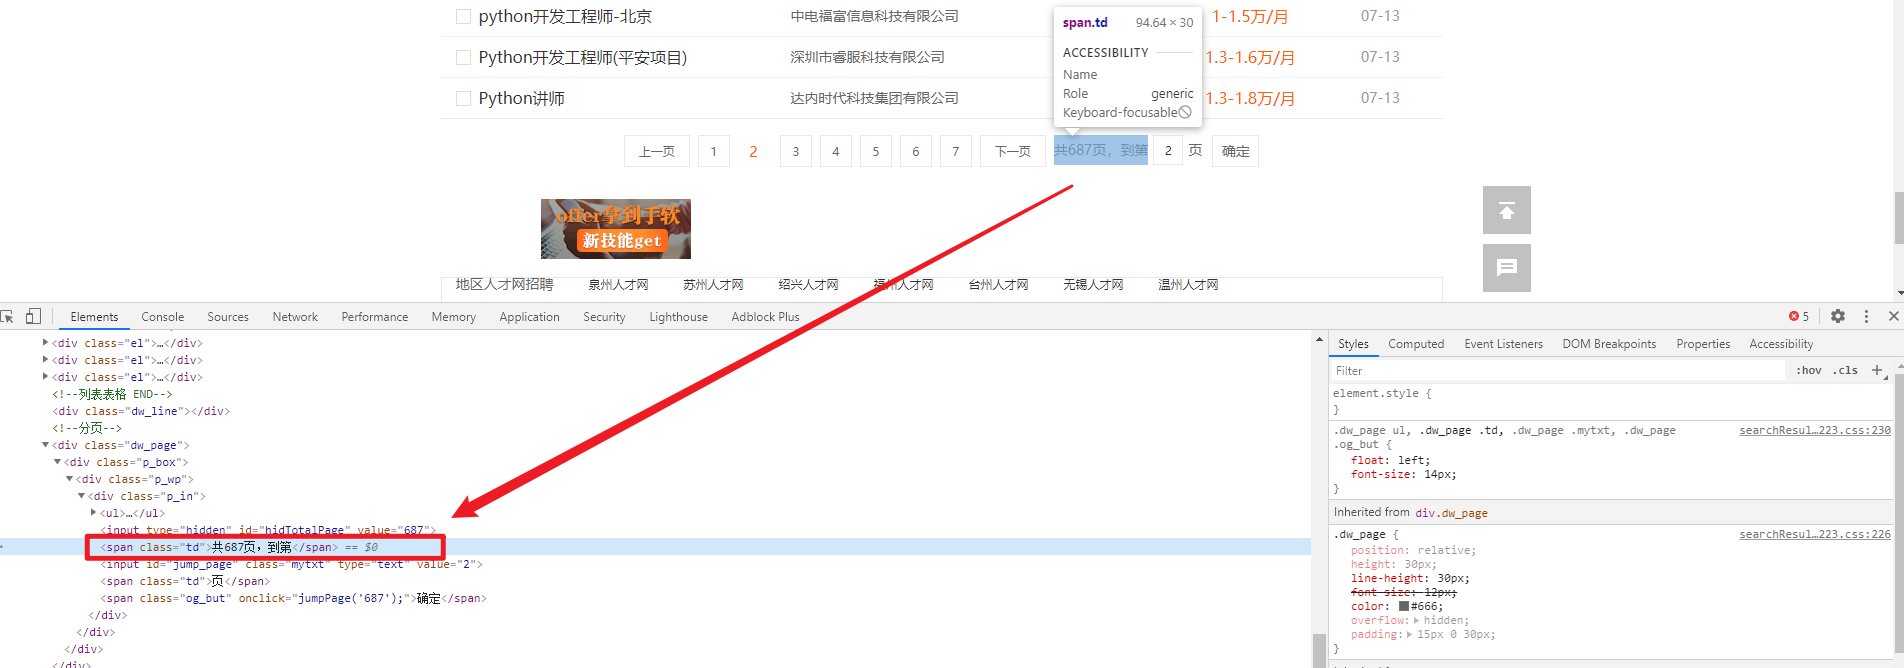 python开发工程师-北京 中电福富信息科技有限公司 1-1.5万/月 07-13
Python开发工程师(平安项目) 深圳市睿服科技有限公司 1.3-1.6万/月 07-13
Python讲师 达内时代科技集团有限公司 1.3-1.8万/月 07-13
span.td 94.64 × 30
ACCESSIBILITY
Name
Role generic
Keyboard-focusable
上一页 1 2 3 4 5 6 7 下一页 共687页，到第 2 页 确定
offer拿到手软
新技能get
地区人才网招聘 泉州人才网 苏州人才网 绍兴人才网 福州人才网 台州人才网 无锡人才网 温州人才网
Elements Console Sources Network Performance Memory Application Security Lighthouse Adblock Plus 5
<div class="el">…</div>
<div class="el">…</div>
<div class="el">…</div>
<!--列表表格 END-->
<div class="dw_line"></div>
<!--分页-->
<div class="dw_page">
<div class="p_box">
<div class="p_wp">
<div class="p_in">
<ul>…</ul>
<input type="hidden" id="hidTotalPage" value="687">
<span class="td">共687页，到第</span> == $0
<input id="jump_page" class="mytxt" type="text" value="2">
<span class="td">页</span>
<span class="og_but" onclick="jumpPage('687');">确定</span>
</div>
</div>
</div>
</div>
Styles Computed Event Listeners DOM Breakpoints Properties Accessibility
Filter :hov .cls +
element.style {
}
.dw_page ul, .dw_page .td, .dw_page .mytxt, .dw_page searchResul…223.css:230
.og_but {
float: left;
font-size: 14px;
}
Inherited from div.dw_page
.dw_page { searchResul…223.css:226
position: relative;
height: 30px;
line-height: 30px;
font-size: 12px;
color: #666;
overflow: hidden;
padding: 15px 0 30px;
}